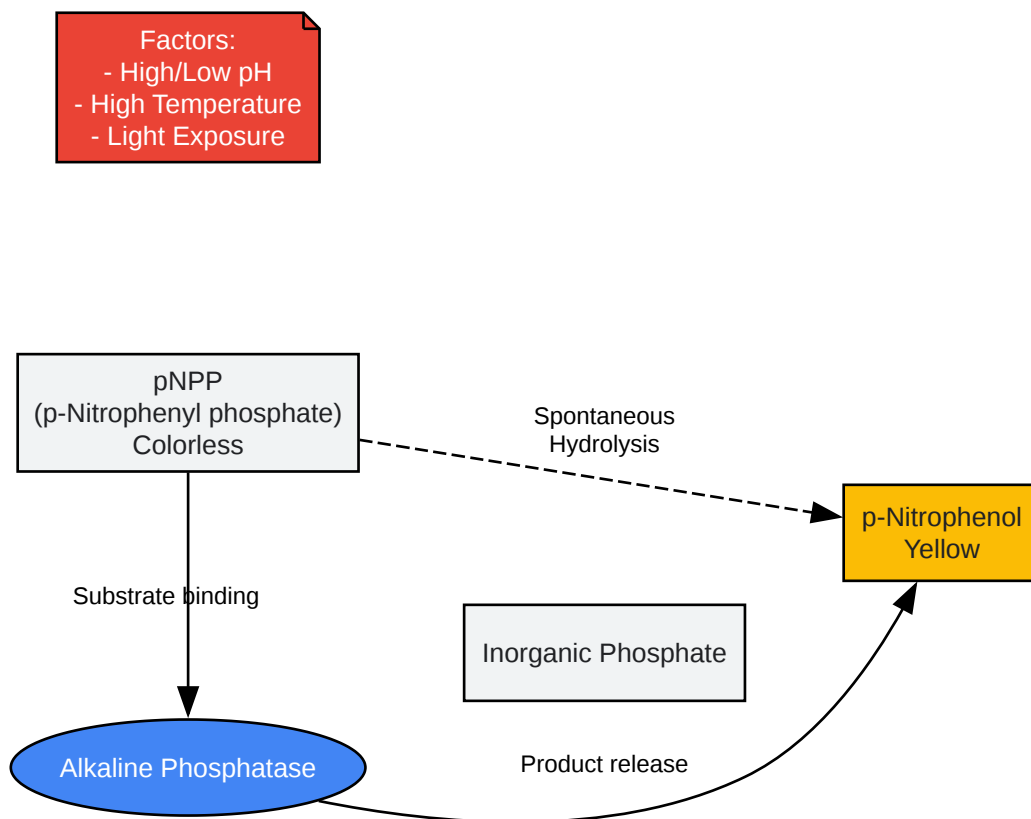 Factors:
- High/Low pH
- High Temperature
- Light Exposure
pNPP
(p-Nitrophenyl phosphate)
Colorless
Spontaneous
Hydrolysis
p-Nitrophenol
Yellow
Substrate binding
Inorganic Phosphate
Alkaline Phosphatase
Product release